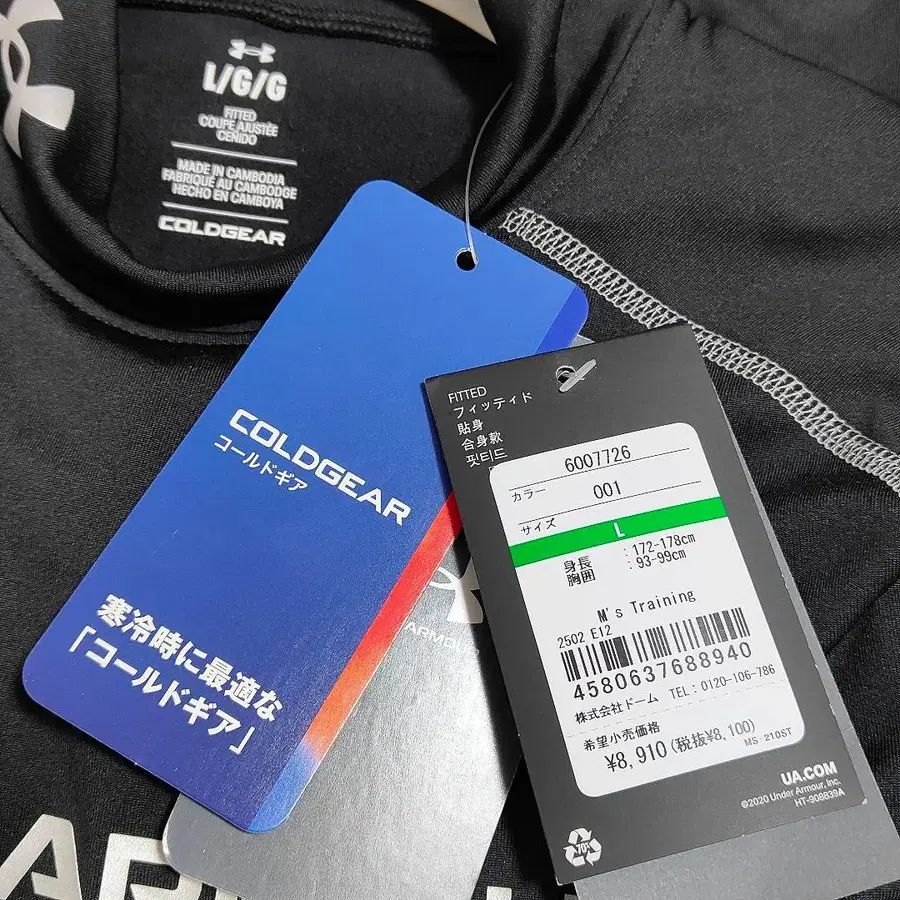 L/G/G
FITTED
COUPE AJUSTÉE
CEÑIDO
MADE IN CAMBODIA
FABRIQUÉ AU CAMBODGE
HECHO EN CAMBOYA
COLDGEAR
COLDGEAR
コールドギア
寒冷時に最適な
「コールドギア」
FITTED
フィッティド
貼身
合身款
핏티드
6007726
カラー 001
サイズ
L
身長 : 172-178cm
胸囲 : 93-99cm
M's Training
2502 E12
4580637688940
株式会社ドーム TEL: 0120-106-786
希望小売価格
¥8,910(税抜¥8,100)
MS-210ST
UA.COM
©2020 Under Armour, Inc.
HT-908839A